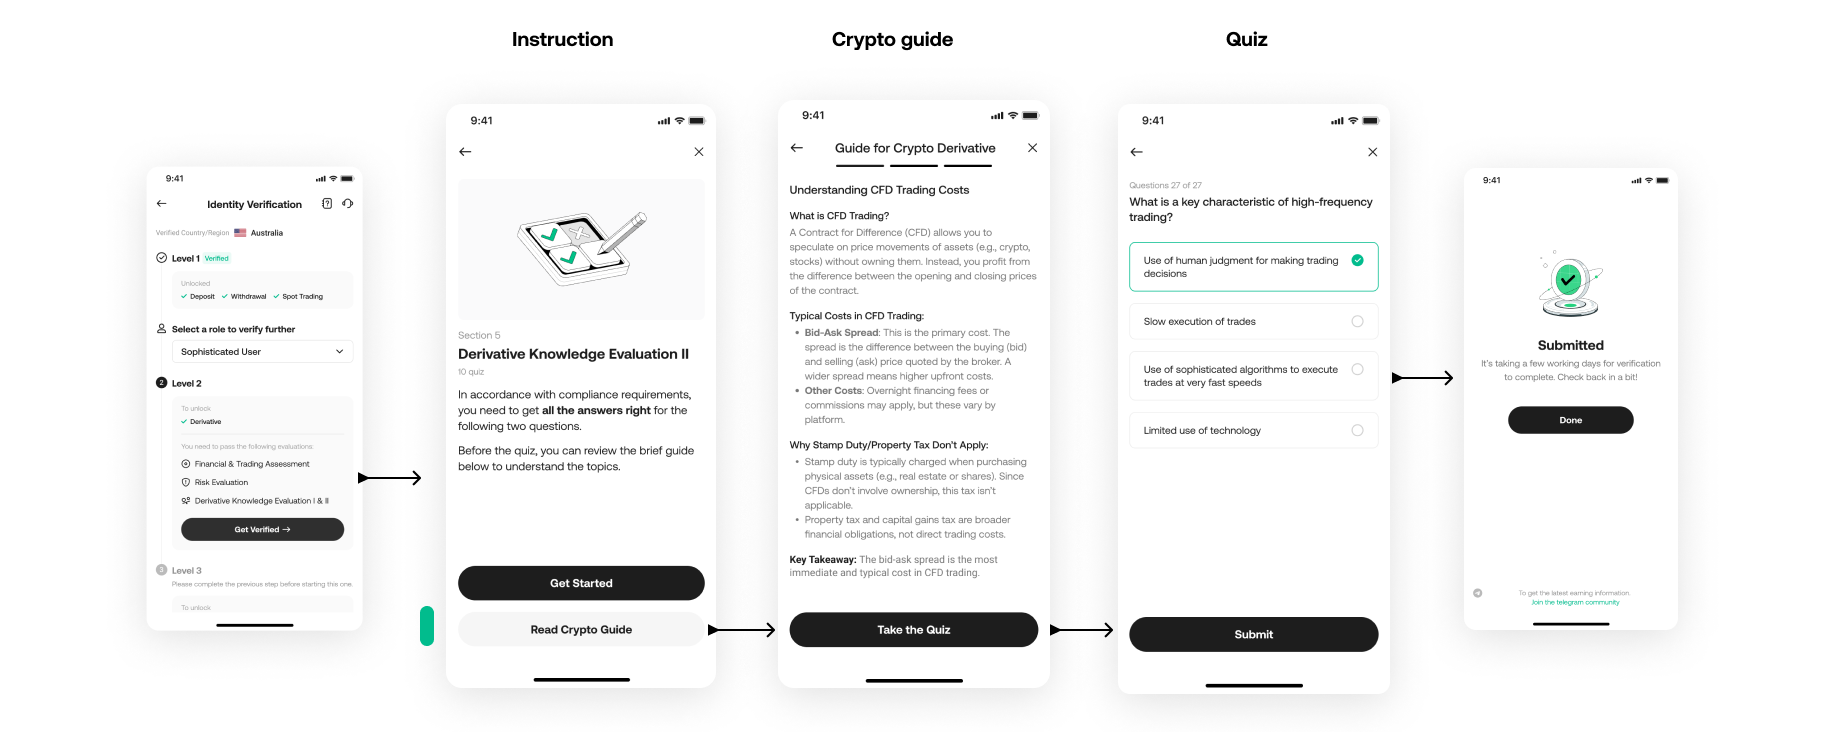 Instruction
Crypto guide
Quiz
9:41
Identity Verification
Verified Country/Region Australia
Level 1 Verified
Unlocked
Deposit Withdrawal Spot Trading
Select a role to verify further
Sophisticated User
2 Level 2
To unlock
Derivative
You need to pass the following evaluations:
Financial & Trading Assessment
Risk Evaluation
Derivative Knowledge Evaluation I & II
Get Verified →
3 Level 3
Please complete the previous step before starting this one.
To unlock
9:41
Section 5
Derivative Knowledge Evaluation II
10 quiz
In accordance with compliance requirements,
you need to get all the answers right for the
following two questions.
Before the quiz, you can review the brief guide
below to understand the topics.
Get Started
Read Crypto Guide
9:41
Guide for Crypto Derivative
Understanding CFD Trading Costs
What is CFD Trading?
A Contract for Difference (CFD) allows you to
speculate on price movements of assets (e.g., crypto,
stocks) without owning them. Instead, you profit from
the difference between the opening and closing prices
of the contract.
Typical Costs in CFD Trading:
• Bid-Ask Spread: This is the primary cost. The
spread is the difference between the buying (bid)
and selling (ask) price quoted by the broker. A
wider spread means higher upfront costs.
• Other Costs: Overnight financing fees or
commissions may apply, but these vary by
platform.
Why Stamp Duty/Property Tax Don't Apply:
• Stamp duty is typically charged when purchasing
physical assets (e.g., real estate or shares). Since
CFDs don't involve ownership, this tax isn't
applicable.
• Property tax and capital gains tax are broader
financial obligations, not direct trading costs.
Key Takeaway: The bid-ask spread is the most
immediate and typical cost in CFD trading.
Take the Quiz
9:41
Questions 27 of 27
What is a key characteristic of high-frequency
trading?
Use of human judgment for making trading
decisions
Slow execution of trades
Use of sophisticated algorithms to execute
trades at very fast speeds
Limited use of technology
Submit
9:41
Submitted
It's taking a few working days for verification
to complete. Check back in a bit!
Done
To get the latest earning information
Join the telegram community